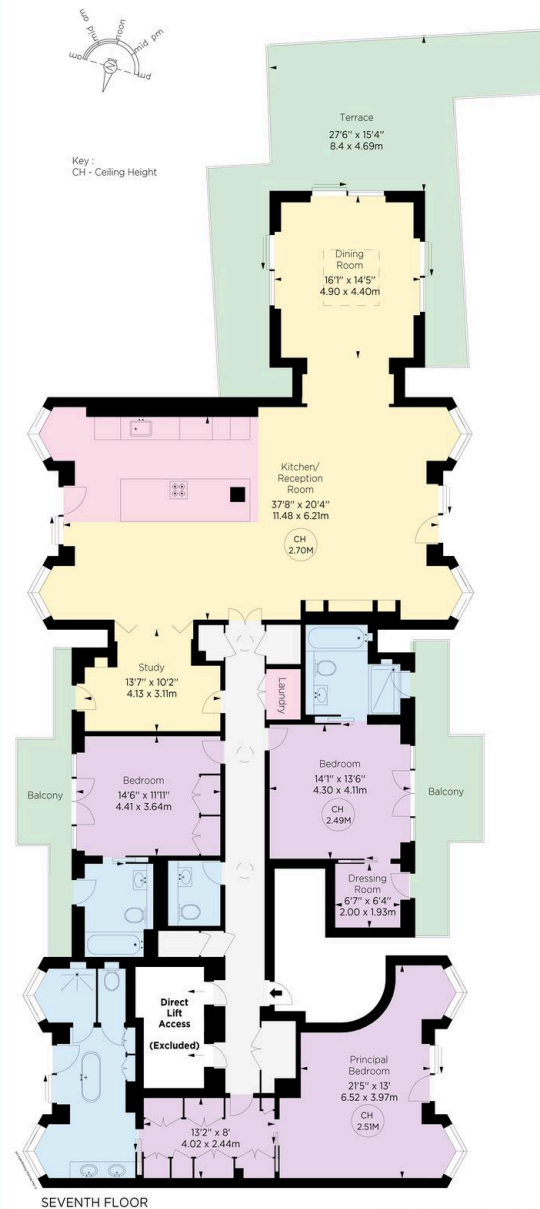 am
mid am
noon
mid pm
pm
N
Key :
CH - Ceiling Height
Terrace
27'6" x 15'4"
8.4 x 4.69m
Dining
Room
16'1" x 14'5"
4.90 x 4.40m
Kitchen/
Reception
Room
37'8" x 20'4"
11.48 x 6.21m
CH
2.70M
Study
13'7" x 10'2"
4.13 x 3.11m
Laundry
Balcony
Bedroom
14'6" x 11'11"
4.41 x 3.64m
Bedroom
14'1" x 13'6"
4.30 x 4.11m
CH
2.49M
Balcony
Dressing
Room
6'7" x 6'4"
2.00 x 1.93m
Direct
Lift
Access
(Excluded)
Principal
Bedroom
21'5" x 13'
6.52 x 3.97m
CH
2.51M
13'2" x 8'
4.02 x 2.44m
SEVENTH FLOOR